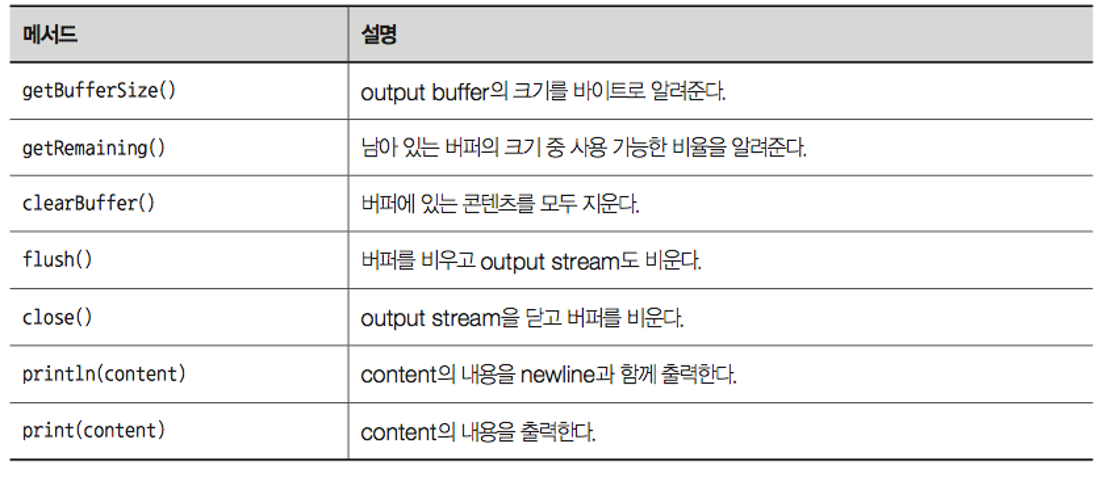 메서드 설명
getBufferSize() output buffer의 크기를 바이트로 알려준다.
getRemaining() 남아 있는 버퍼의 크기 중 사용 가능한 비율을 알려준다.
clearBuffer() 버퍼에 있는 콘텐츠를 모두 지운다.
flush() 버퍼를 비우고 output stream도 비운다.
close() output stream을 닫고 버퍼를 비운다.
println(content) content의 내용을 newline과 함께 출력한다.
print(content) content의 내용을 출력한다.